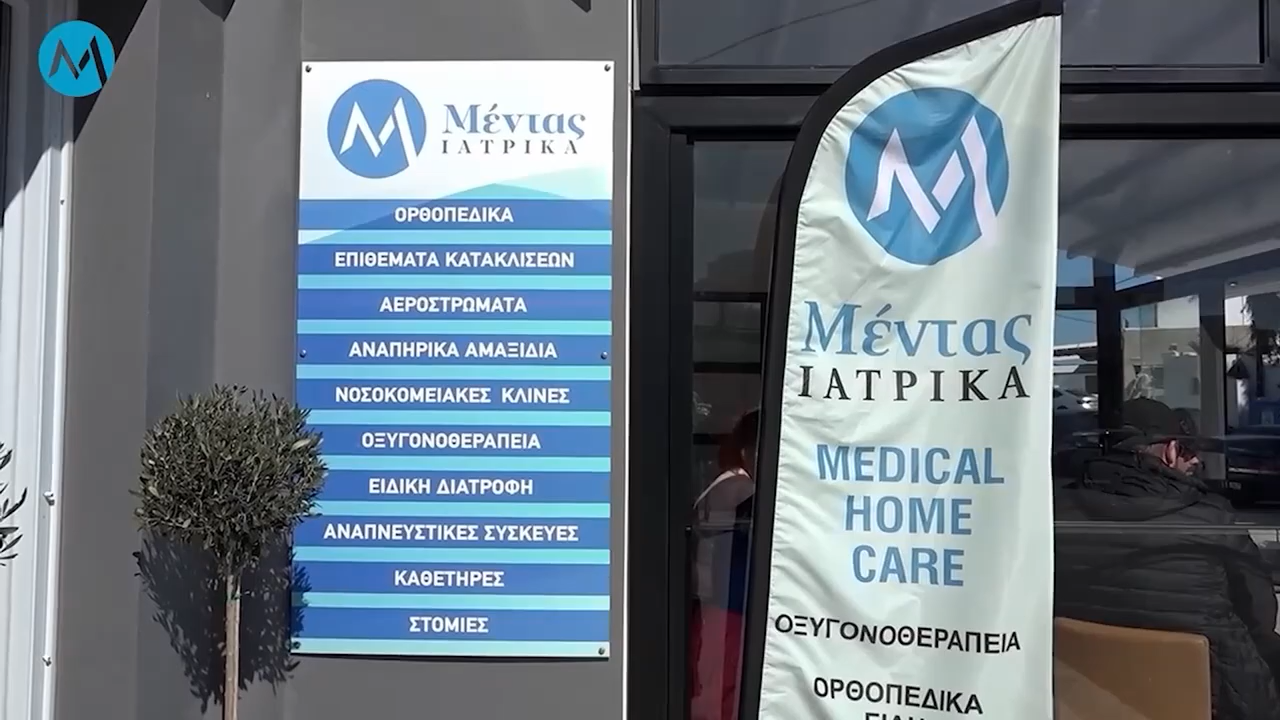 Μέντας
ΙΑΤΡΙΚΑ
ΟΡΘΟΠΕΔΙΚΑ
ΕΠΙΘΕΜΑΤΑ ΚΑΤΑΚΛΙΣΕΩΝ
ΑΕΡΟΣΤΡΩΜΑΤΑ
ΑΝΑΠΗΡΙΚΑ ΑΜΑΞΙΔΙΑ
ΝΟΣΟΚΟΜΕΙΑΚΕΣ ΚΛΙΝΕΣ
ΟΞΥΓΟΝΟΘΕΡΑΠΕΙΑ
ΕΙΔΙΚΗ ΔΙΑΤΡΟΦΗ
ΑΝΑΠΝΕΥΣΤΙΚΕΣ ΣΥΣΚΕΥΕΣ
ΚΑΘΕΤΗΡΕΣ
ΣΤΟΜΙΕΣ
Μέντας
ΙΑΤΡΙΚΑ
MEDICAL
HOME
CARE
ΟΞΥΓΟΝΟΘΕΡΑΠΕΙΑ
ΟΡΘΟΠΕΔΙΚΑ